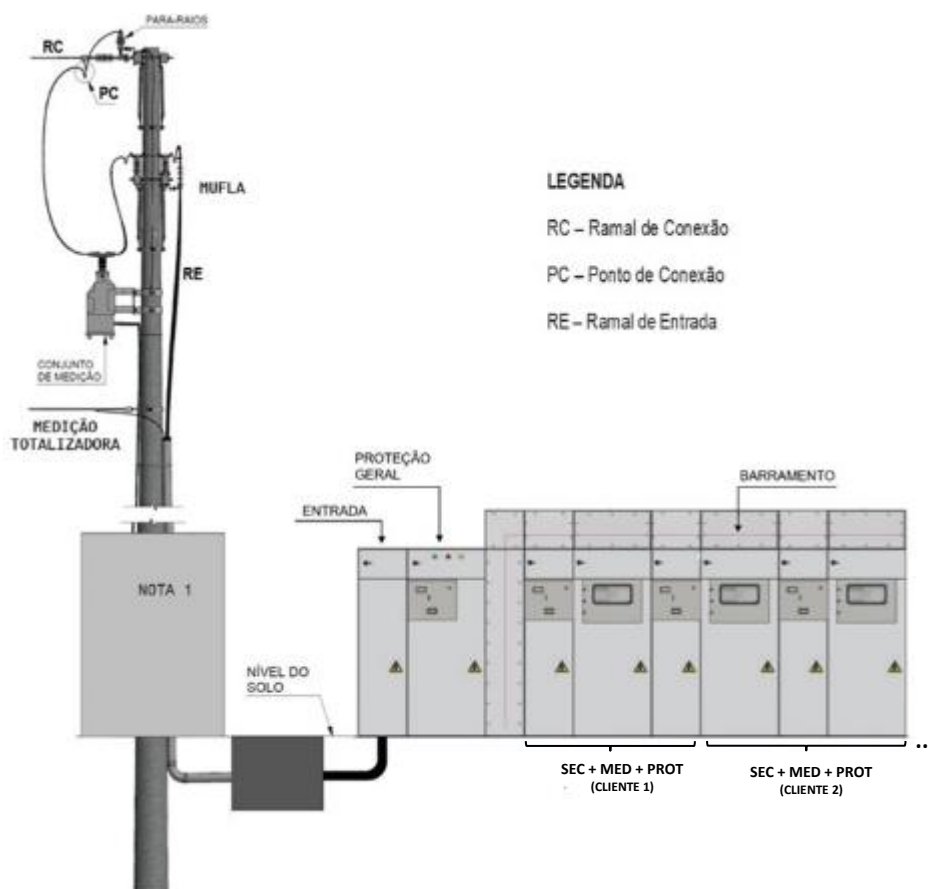 PARA-RAIOS
RC
PC
MUFLA
RE
CONJUNTO
DE MEDIÇÃO
MEDIÇÃO
TOTALIZADORA
LEGENDA
RC – Ramal de Conexão
PC – Ponto de Conexão
RE – Ramal de Entrada
PROTEÇÃO
GERAL
BARRAMENTO
ENTRADA
NOTA 1
NÍVEL DO
SOLO
SEC + MED + PROT
(CLIENTE 1)
SEC + MED + PROT
(CLIENTE 2)
..